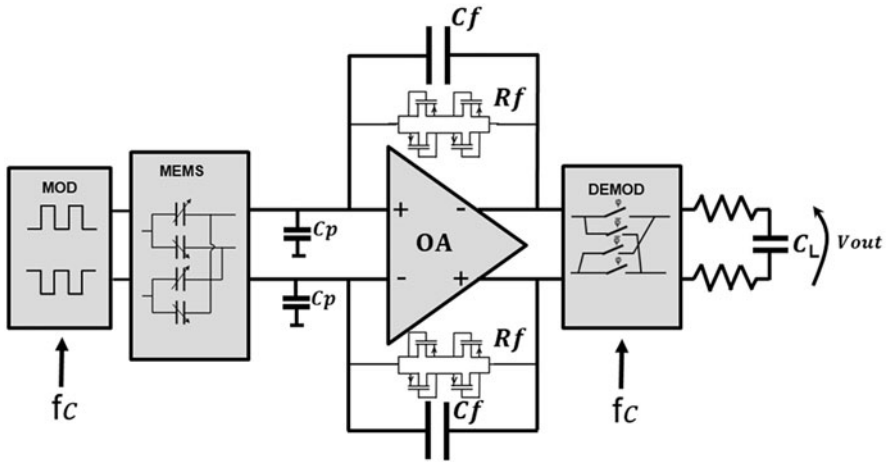 Cf
Rf
MOD
MEMS
DEMOD
+
-
Cp
OA
CL
Vout
-
+
Cp
Rf
fC
Cf
fC
φ
φ
φ
φ